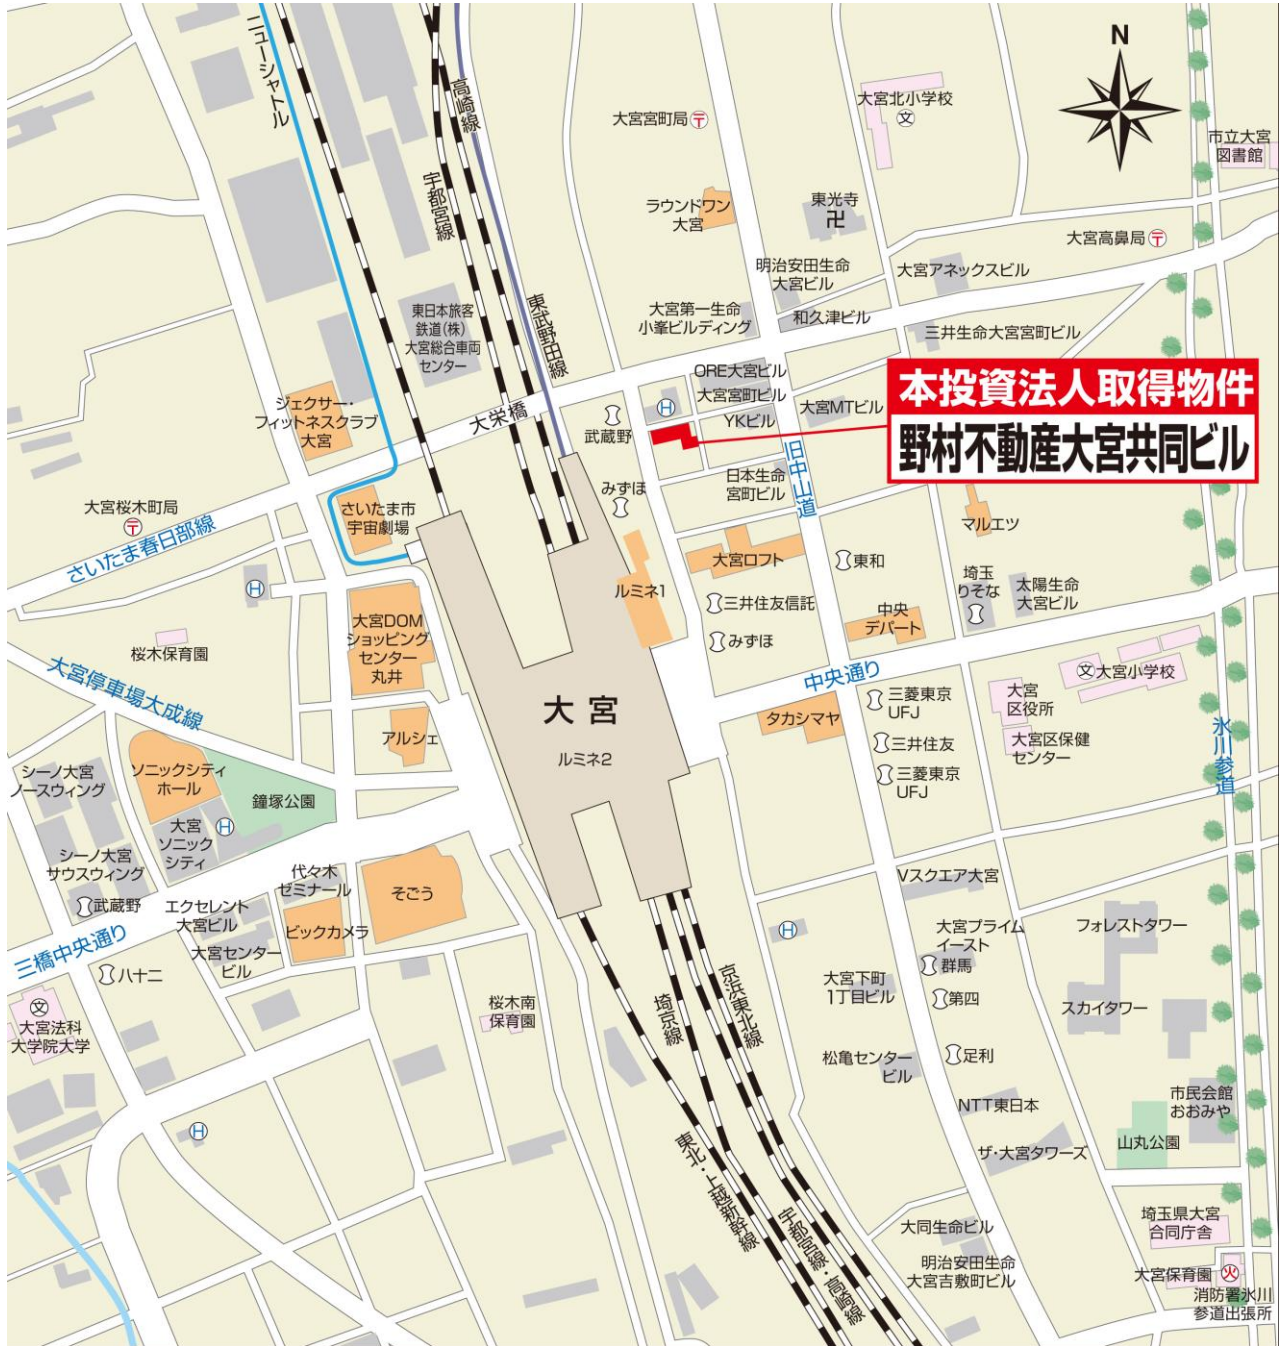 N
ニューシャトル
高崎線
宇都宮線
東武野田線
大宮宮町局
〒
大宮北小学校
文
市立大宮
図書館
ラウンドワン
大宮
東光寺
卍
大宮高鼻局
〒
明治安田生命
大宮ビル
大宮アネックスビル
東日本旅客
鉄道(株)
大宮総合車両
センター
大宮第一生命
小峯ビルディング
和久津ビル
三井生命大宮宮町ビル
ORE大宮ビル
大宮宮町ビル
YKビル
大宮MTビル
H
本投資法人取得物件
野村不動産大宮共同ビル
ジェクサー・
フィットネスクラブ
大宮
大栄橋
武蔵野
旧中山道
日本生命
宮町ビル
みずほ
大宮桜木町局
〒
さいたま春日部線
さいたま市
宇宙劇場
マルエツ
大宮ロフト
東和
H
ルミネ1
三井住友信託
中央
デパート
埼玉
りそな
太陽生命
大宮ビル
大宮DOM
ショッピング
センター
丸井
みずほ
桜木保育園
大宮停車場大成線
中央通り
文
大宮小学校
大宮
ルミネ2
タカシマヤ
三菱東京
UFJ
大宮
区役所
三井住友
大宮区保健
センター
三菱東京
UFJ
氷川参道
アルシェ
シーノ大宮
ノースウィング
ソニックシティ
ホール
鐘塚公園
大宮
ソニック
シティ
H
シーノ大宮
サウスウィング
代々木
ゼミナール
そごう
Vスクエア大宮
武蔵野
エクセレント
大宮ビル
ビックカメラ
三橋中央通り
大宮センター
ビル
H
大宮プライム
イースト
フォレストタワー
群馬
八十二
大宮下町
1丁目ビル
第四
スカイタワー
文
大宮法科
大学院大学
桜木南
保育園
埼京線
京浜東北線
松亀センター
ビル
足利
NTT東日本
市民会館
おおみや
H
山丸公園
ザ・大宮タワーズ
東北・上越新幹線
宇都宮線・高崎線
大同生命ビル
埼玉県大宮
合同庁舎
明治安田生命
大宮吉敷町ビル
大宮保育園
火
消防署氷川
参道出張所